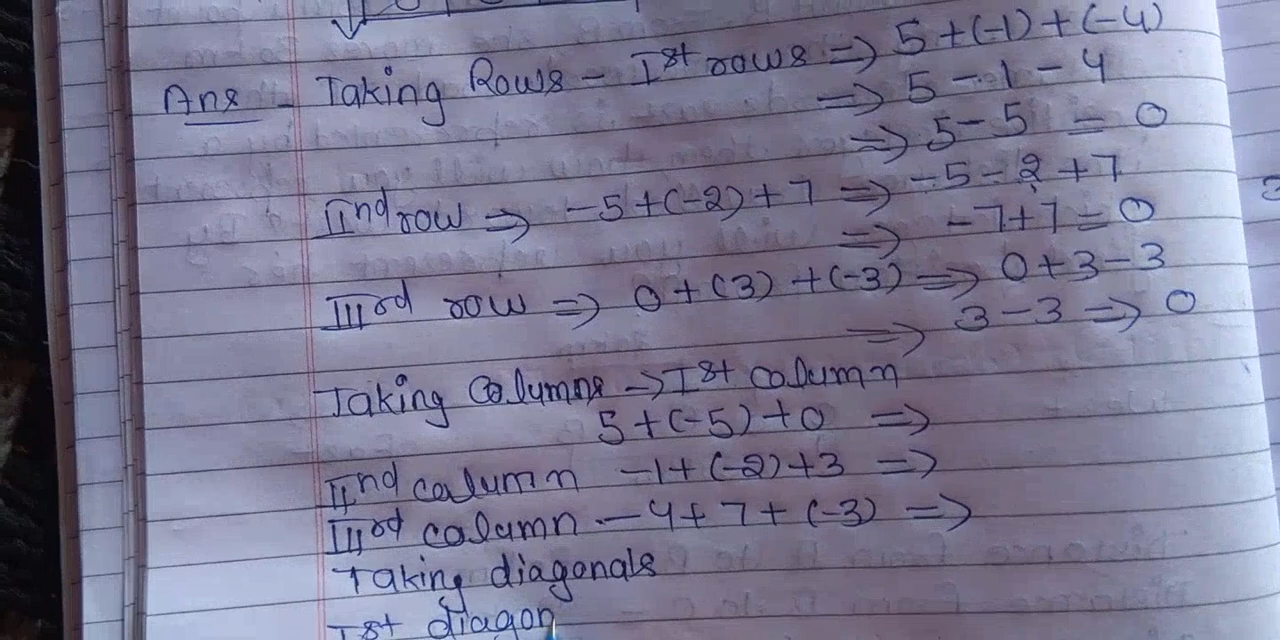 Ans - Taking Rows - Ist rows => 5+(-1)+(-4)
=> 5-1-4
=> 5-5 = 0
IInd row => -5+(-2)+7 => -5-2+7
=> -7+7=0
IIIrd row => 0+(3)+(-3) => 0+3-3
=> 3-3 => 0
Taking Columns → Ist column
5+(-5)+0 =>
IInd calumn -1+(-2)+3 =>
IIIrd calumn -4+7+(-3) =>
Taking diagonals
Ist diagon